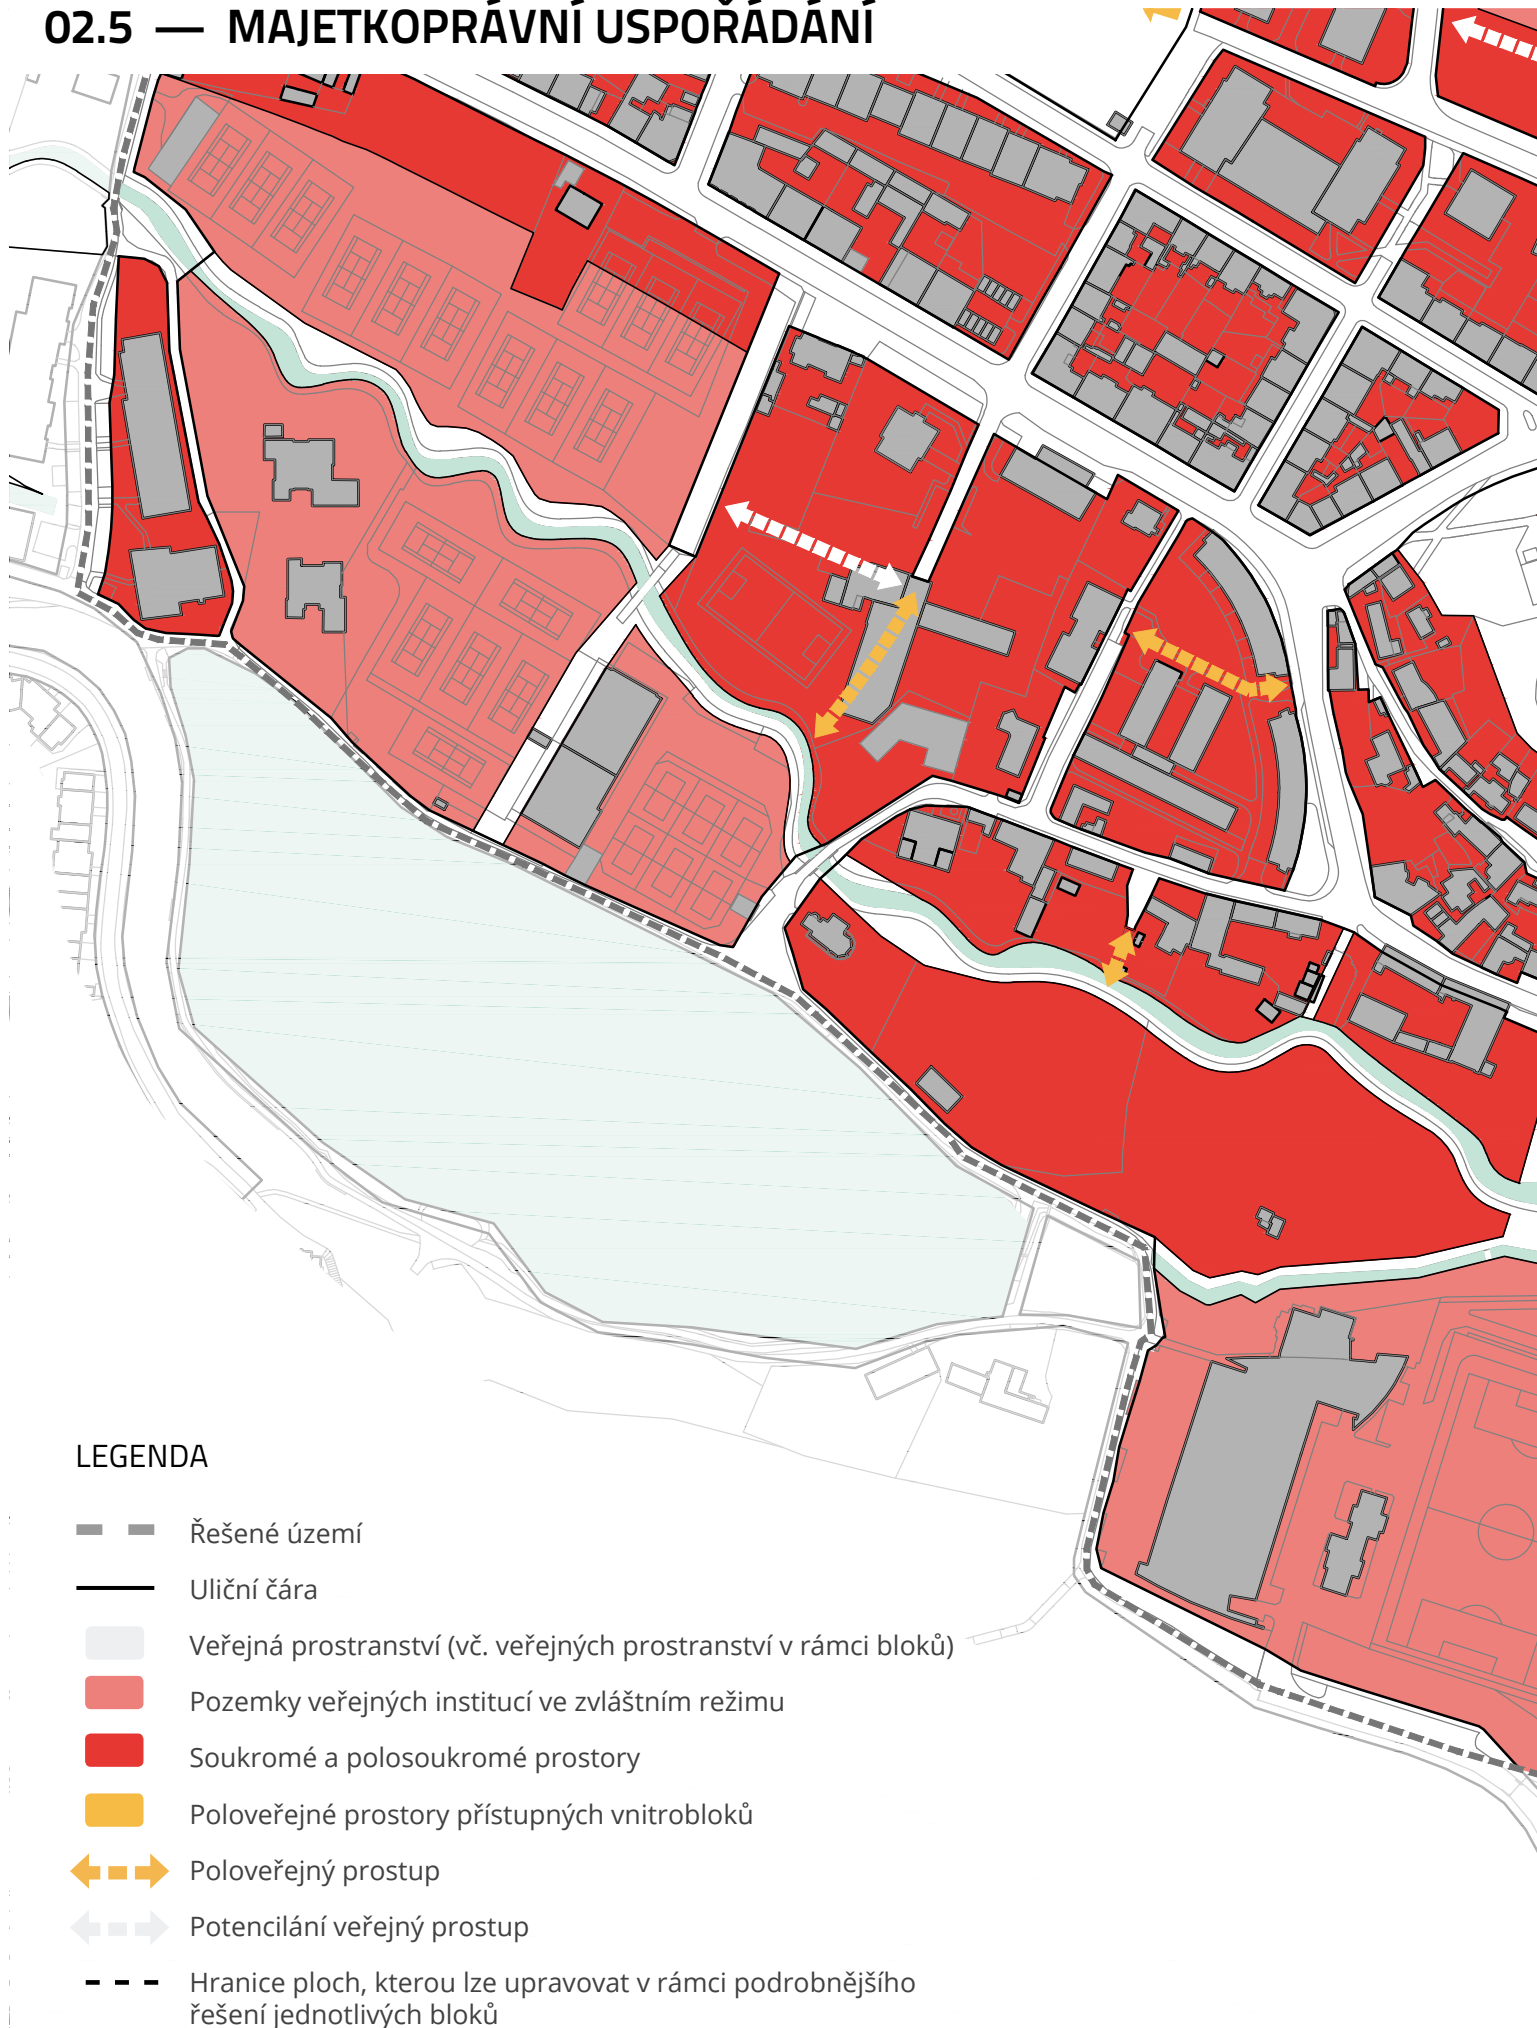 02.5 — MAJETKOPRÁVNÍ USPOŘÁDÁNÍ
LEGENDA
Řešené území
Uliční čára
Veřejná prostranství (vč. veřejných prostranství v rámci bloků)
Pozemky veřejných institucí ve zvláštním režimu
Soukromé a polosoukromé prostory
Poloveřejné prostory přístupných vnitrobloků
Poloveřejný prostup
Potencilání veřejný prostup
Hranice ploch, kterou lze upravovat v rámci podrobnějšího
řešení jednotlivých bloků